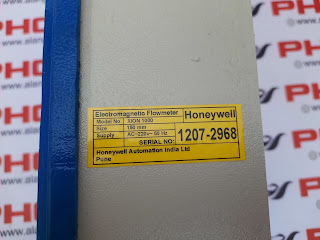 Electromagnetic Flowmeter
Honeywell
Model No XION 1000
Size 150 mm
Supply AC~230v~ 50 Hz
SERIAL NO: 1207-2968
Honeywell Automation India Ltd
Pune